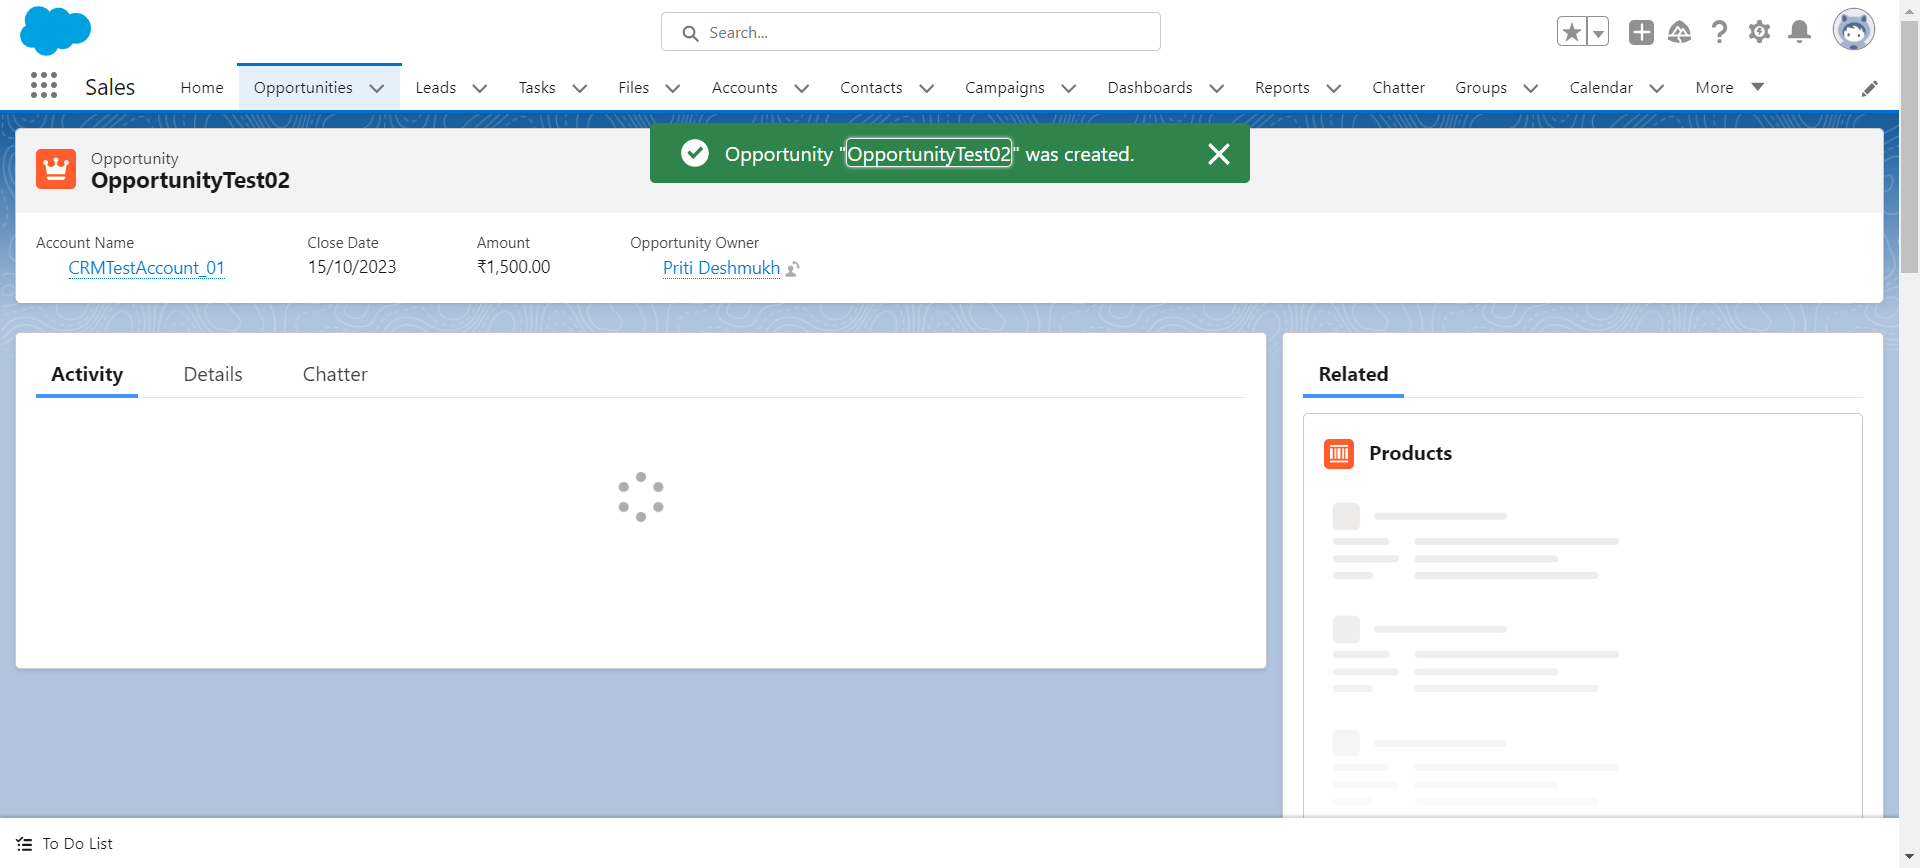 Search...
Sales
Home
Opportunities
Leads
Tasks
Files
Accounts
Contacts
Campaigns
Dashboards
Reports
Chatter
Groups
Calendar
More
Opportunity "OpportunityTest02" was created.
Opportunity
OpportunityTest02
Account Name
CRMTestAccount_01
Close Date
15/10/2023
Amount
₹1,500.00
Opportunity Owner
Priti Deshmukh
Activity
Details
Chatter
Related
Products
To Do List